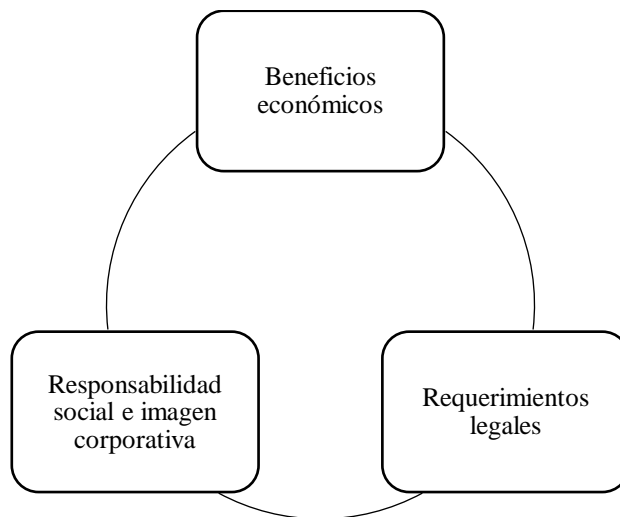 Beneficios
económicos
Responsabilidad
social e imagen
corporativa
Requerimientos
legales